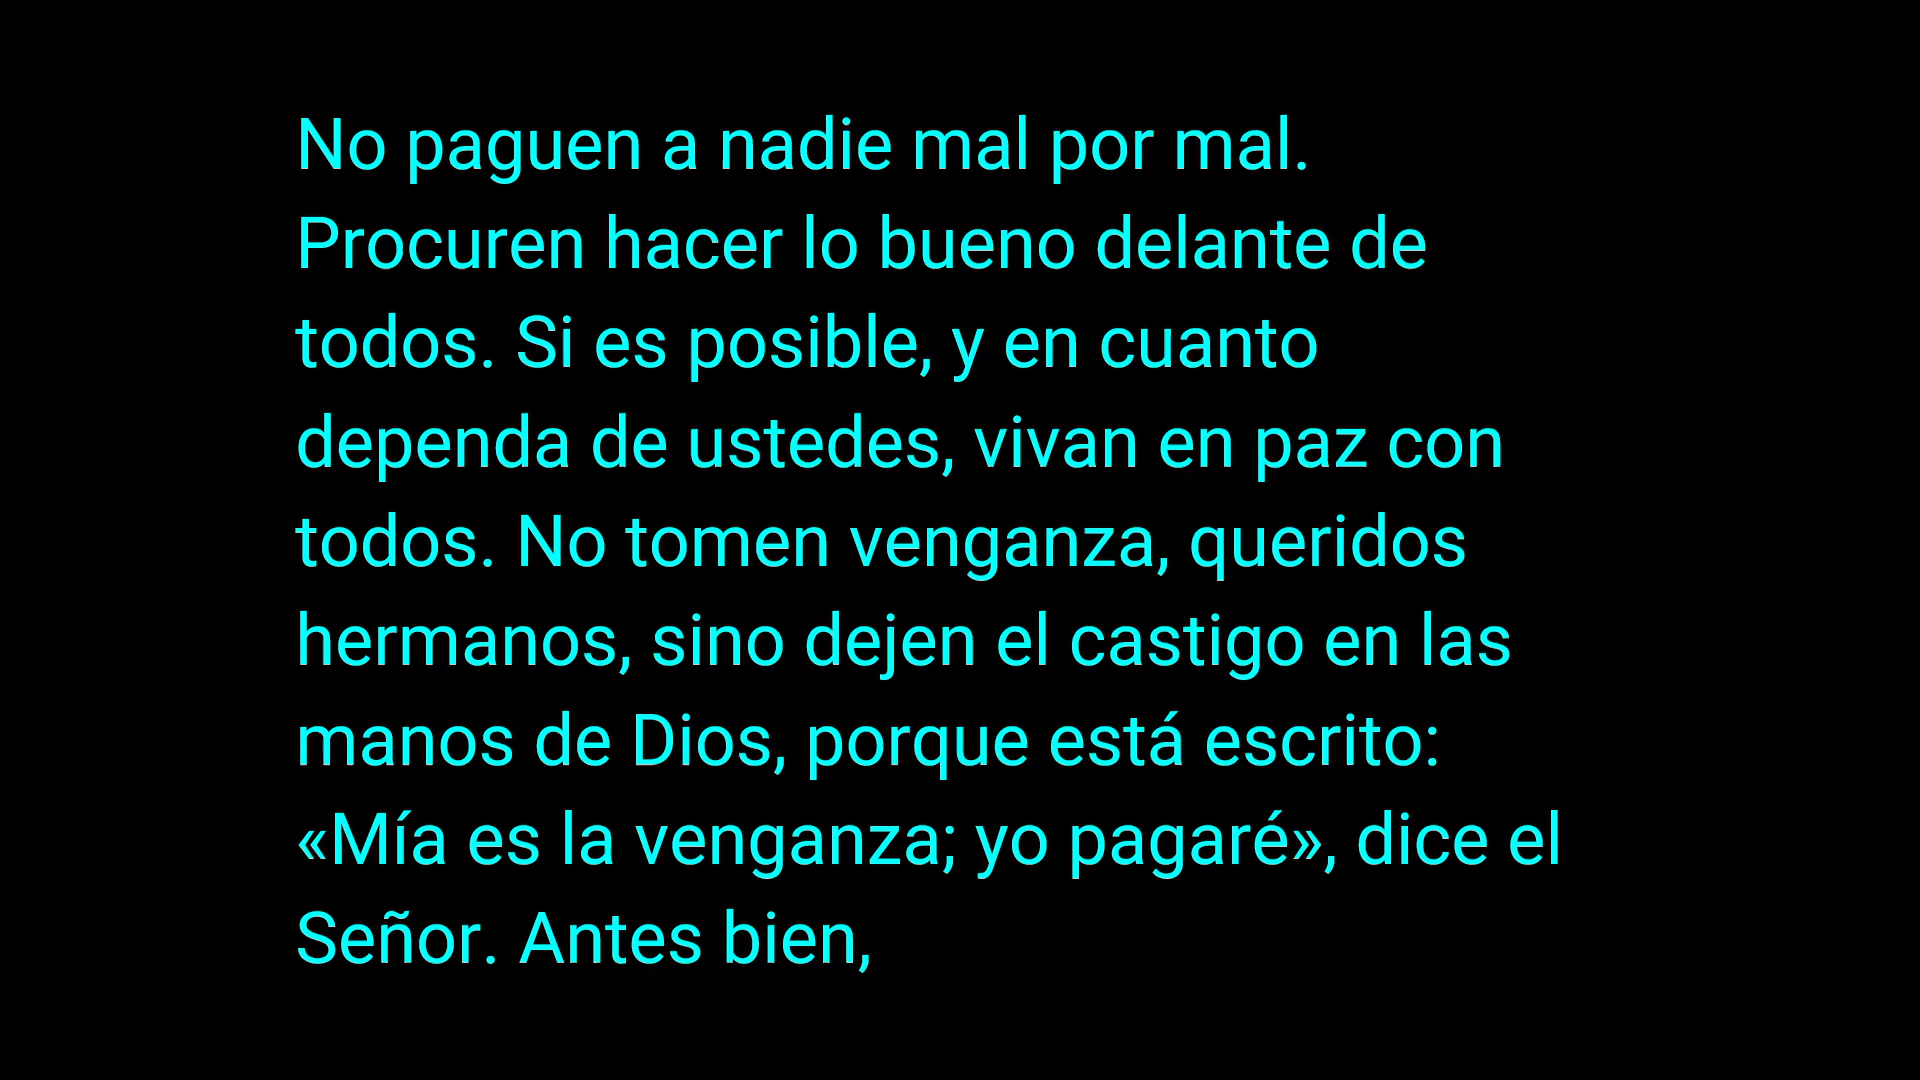 No paguen a nadie mal por mal.
Procuren hacer lo bueno delante de
todos. Si es posible, y en cuanto
dependa de ustedes, vivan en paz con
todos. No tomen venganza, queridos
hermanos, sino dejen el castigo en las
manos de Dios, porque está escrito:
«Mía es la venganza; yo pagaré», dice el
Señor. Antes bien,